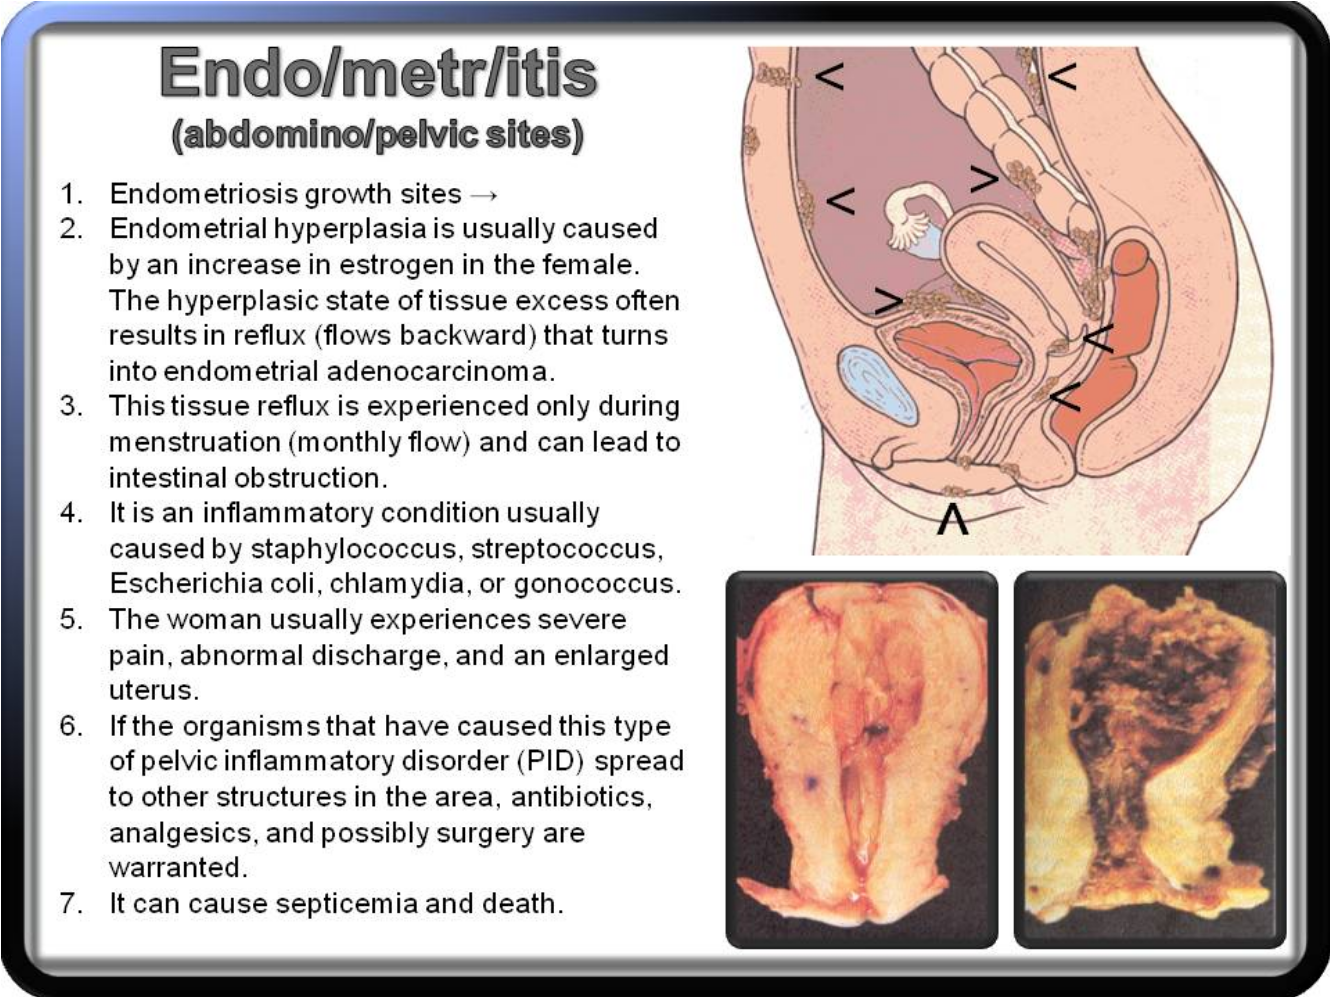 Endo/metr/itis
(abdomino/pelvic sites)
1. Endometriosis growth sites →
2. Endometrial hyperplasia is usually caused
by an increase in estrogen in the female.
The hyperplasic state of tissue excess often
results in reflux (flows backward) that turns
into endometrial adenocarcinoma.
3. This tissue reflux is experienced only during
menstruation (monthly flow) and can lead to
intestinal obstruction.
4. It is an inflammatory condition usually
caused by staphylococcus, streptococcus,
Escherichia coli, chlamydia, or gonococcus.
5. The woman usually experiences severe
pain, abnormal discharge, and an enlarged
uterus.
6. If the organisms that have caused this type
of pelvic inflammatory disorder (PID) spread
to other structures in the area, antibiotics,
analgesics, and possibly surgery are
warranted.
7. It can cause septicemia and death.